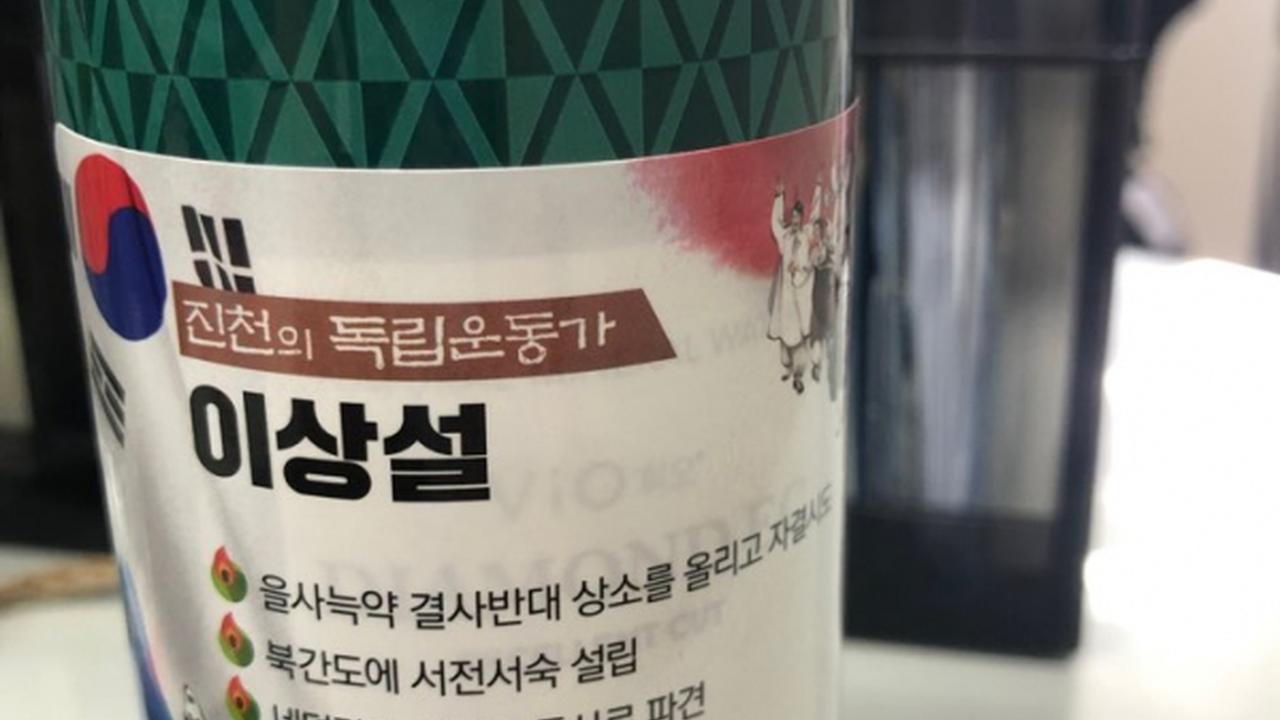 진천의 독립운동가
이상설
을사늑약 결사반대 상소를 올리고 자결시도
북간도에 서전서숙 설립
파견